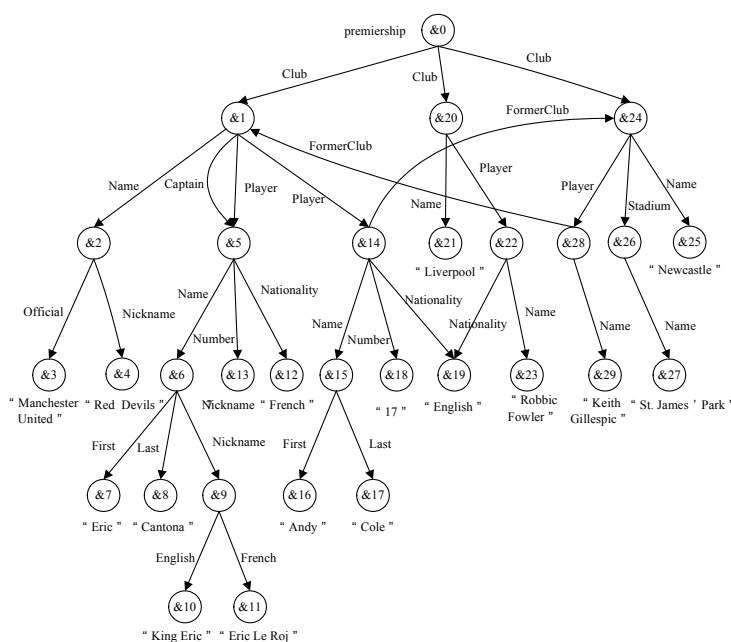 premiership
&0
Club
Club
Club
&1
&20
&24
FormerClub
FormerClub
Name
Captain
Player
Player
Name
Player
Player
Stadium
Name
&2
&5
&14
&21
&22
&28
&26
&25
“ Liverpool ”
“ Newcastle ”
Official
Nickname
Name
Number
Nationality
Name
Number
Nationality
Nationality
Name
Name
Name
&3
&4
&6
&13
&12
&15
&18
&19
&23
&29
&27
“ Manchester
United ”
“ Red Devils ”
Nickname
“ French ”
“ 17 ”
“ English ”
“ Robbic
Fowler ”
“ Keith
Gillespic ”
“ St. James ’ Park ”
First
Last
Nickname
First
Last
&7
&8
&9
&16
&17
“ Eric ”
“ Cantona ”
“ Andy ”
“ Cole ”
English
French
&10
&11
“ King Eric ”
“ Eric Le Roj ”